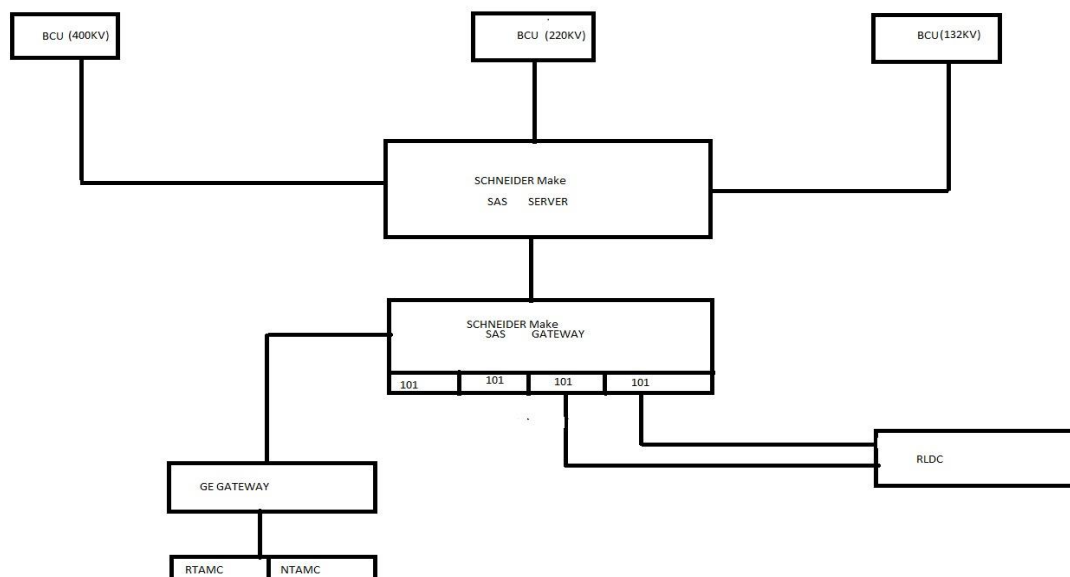 BCU (400KV)
BCU (220KV)
BCU(132KV)
SCHNEIDER Make
SAS SERVER
SCHNEIDER Make
SAS GATEWAY
101
101
101
101
RLDC
GE GATEWAY
RTAMC
NTAMC